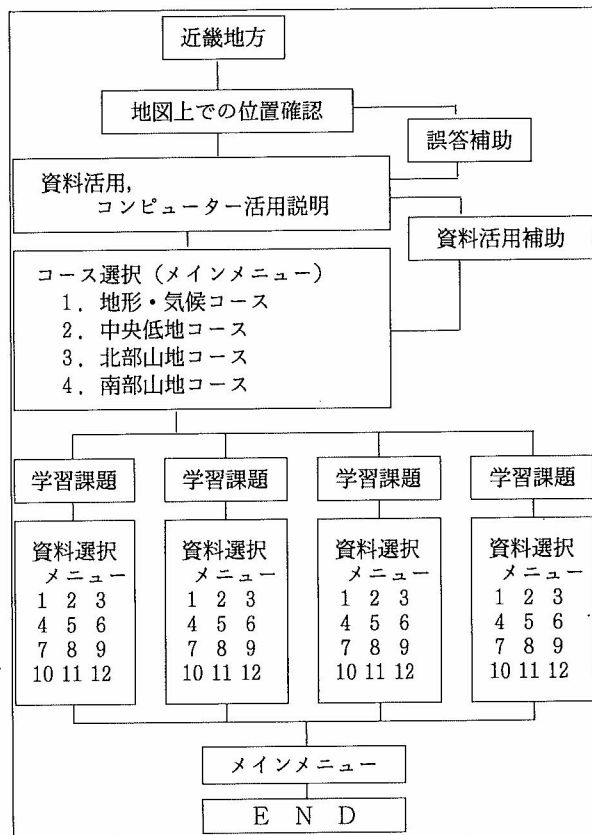 近畿地方
地図上での位置確認
誤答補助
資料活用,
コンピューター活用説明
資料活用補助
コース選択(メインメニュー)
1. 地形・気候コース
2. 中央低地コース
3. 北部山地コース
4. 南部山地コース
学習課題 学習課題 学習課題 学習課題
資料選択 資料選択 資料選択 資料選択
メニュー メニュー メニュー メニュー
1 2 3 1 2 3 1 2 3 1 2 3
4 5 6 4 5 6 4 5 6 4 5 6
7 8 9 7 8 9 7 8 9 7 8 9
10 11 12 10 11 12 10 11 12 10 11 12
メインメニュー
E N D